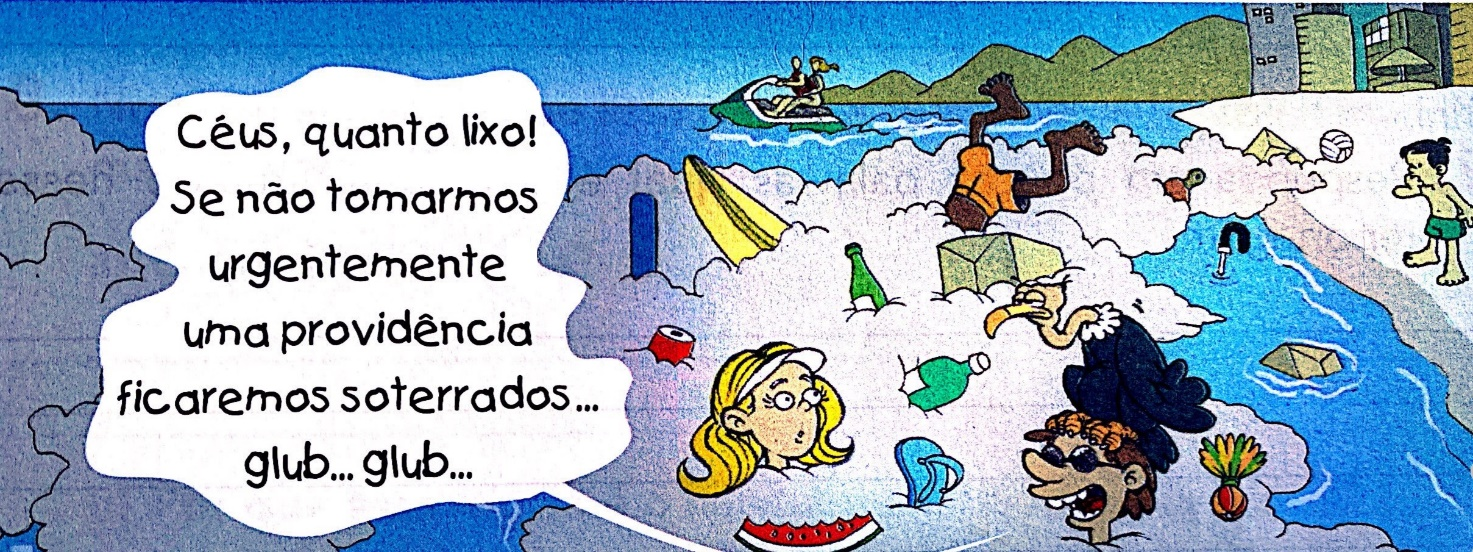 Céus, quanto lixo!
Se não tomarmos
urgentemente
uma providência
ficaremos soterrados...
glub... glub...